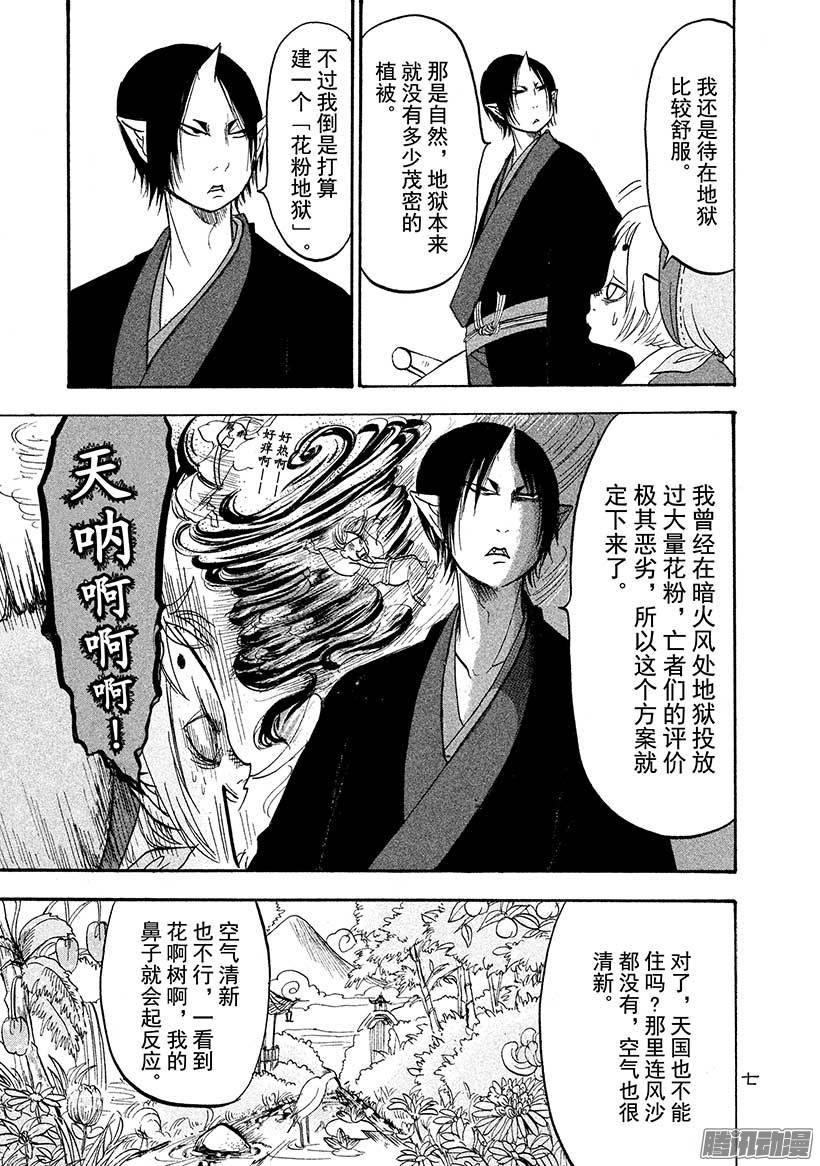 我还是待在地狱
比较舒服。
那是自然，地狱本来
就没有多少茂密的
植被。
不过我倒是打算
建一个「花粉地狱」。
我曾经在暗火风处地狱投放
过大量花粉，亡者们的评价
极其恶劣，所以这个方案就
定下来了。
好热啊——
好痒啊——
天呐啊啊啊！
对了，天国也不能
住吗？那里连风沙
都没有，空气也很
清新。
空气清新
也不行，一看到
花啊树啊，我的
鼻子就会起反应。
七
腾讯动漫